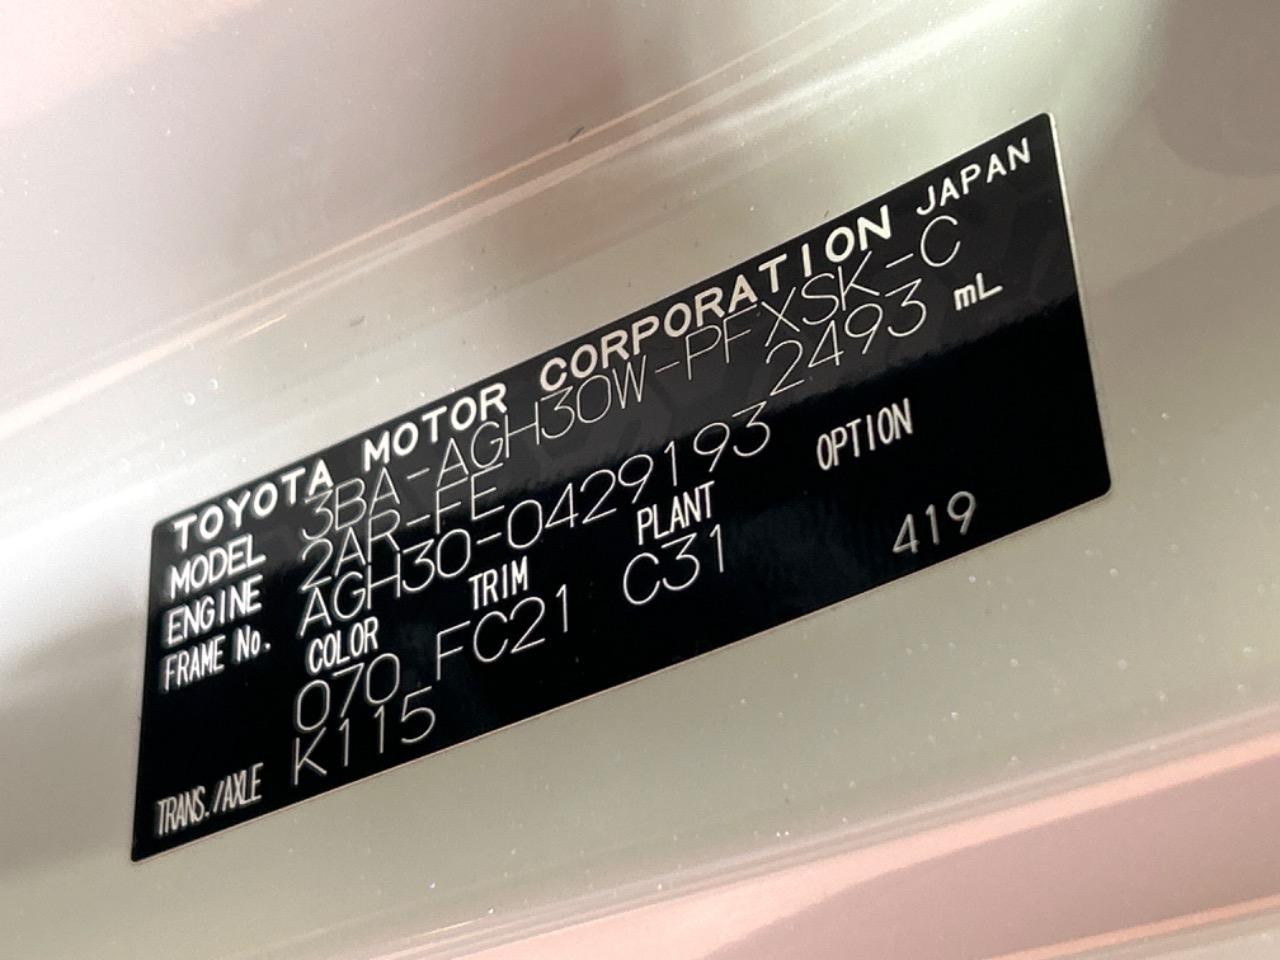 TOYOTA MOTOR CORPORATION JAPAN
MODEL 3BA-AGH30W-PFXSK-C
ENGINE 2AR-FE 2493 mL
FRAME No. AGH30-0429193
COLOR TRIM PLANT OPTION
070 FC21 C31 419
TRANS./AXLE K115